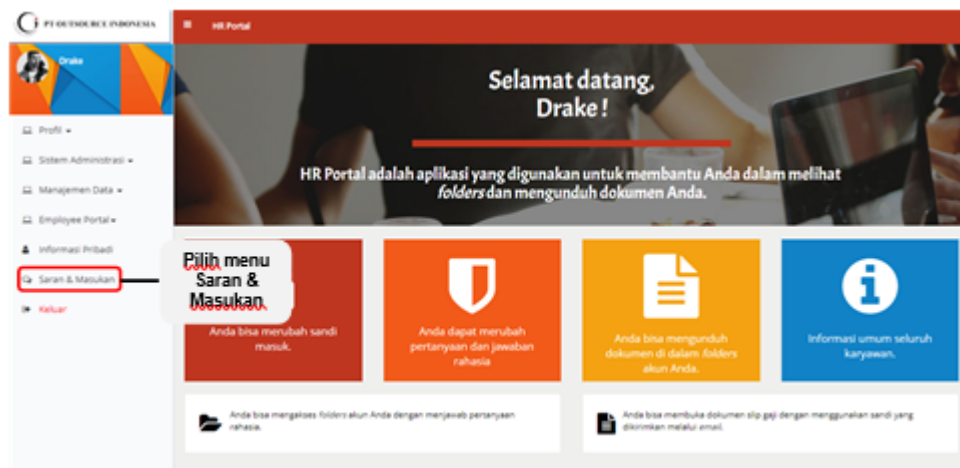 PT OUTSOURCE INDONESIA
HR Portal
Drake
Selamat datang,
Drake !
HR Portal adalah aplikasi yang digunakan untuk membantu Anda dalam melihat
folders dan mengunduh dokumen Anda.
Profil
Sistem Administrasi
Manajemen Data
Employee Portal
Informasi Pribadi
Saran & Masukan
Keluar
Pilih menu
Saran &
Masukan
Anda bisa merubah sandi
masuk.
Anda dapat merubah
pertanyaan dan jawaban
rahasia
Anda bisa mengunduh
dokumen di dalam folders
akun Anda.
Informasi umum seluruh
karyawan.
Anda bisa mengakses folders akun Anda dengan menjawab pertanyaan
rahasia.
Anda bisa membuka dokumen slip gaji dengan menggunakan sandi yang
dikirimkan melalui email.